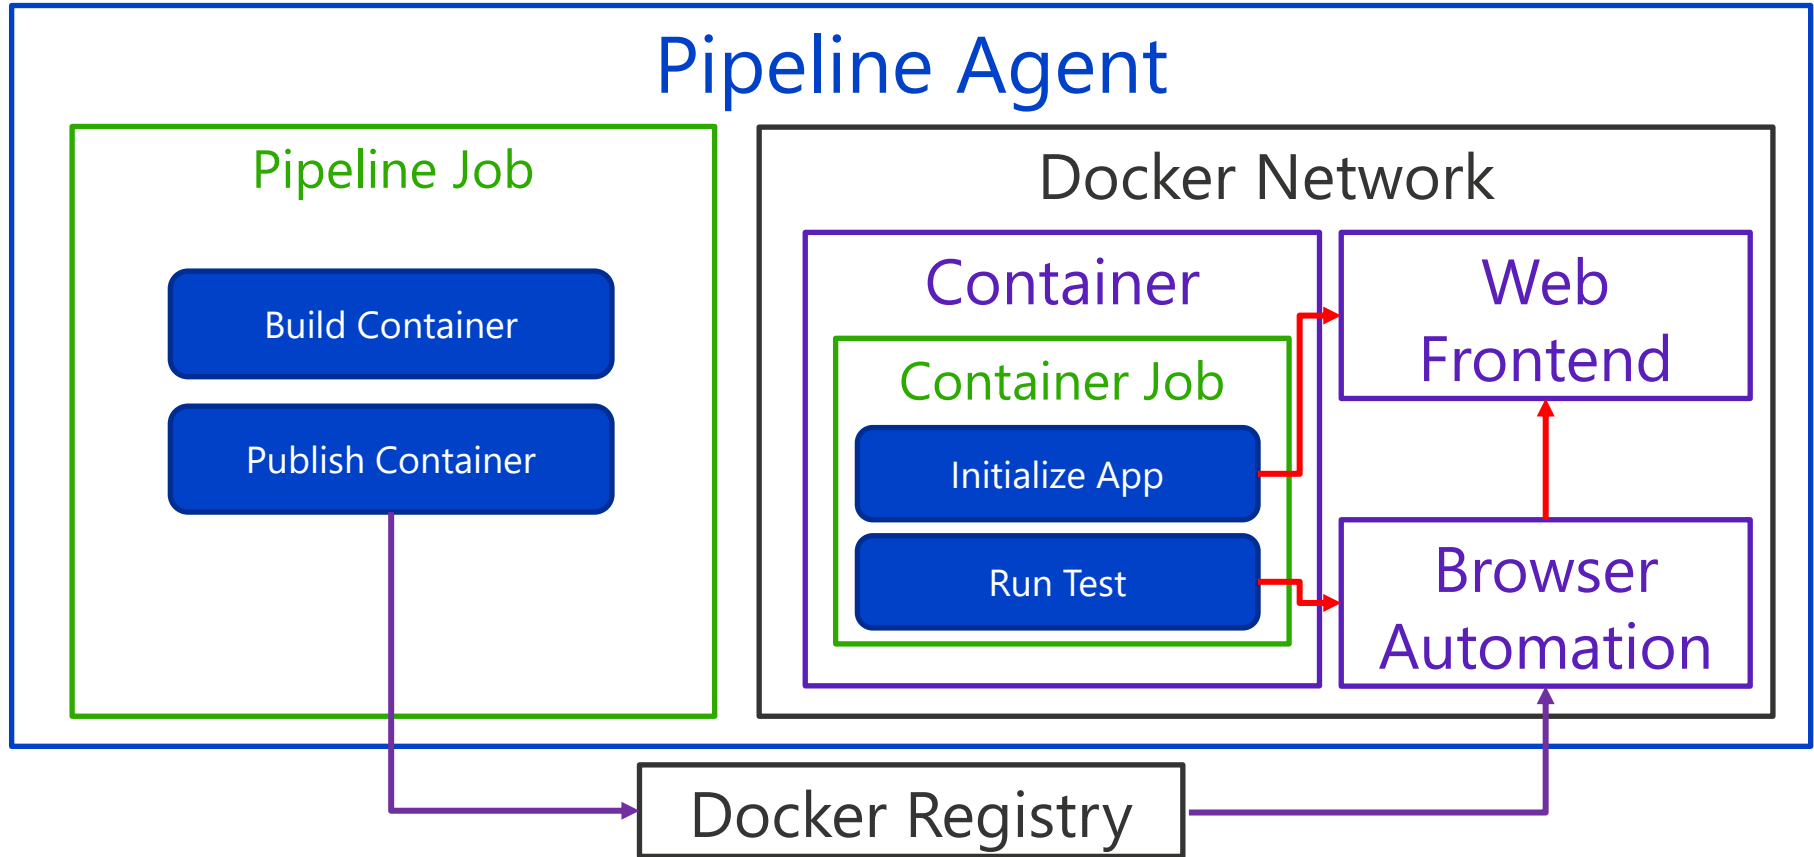 Pipeline Agent
Pipeline Job
Build Container
Publish Container
Docker Network
Container
Container Job
Initialize App
Run Test
Web
Frontend
Browser
Automation
Docker Registry